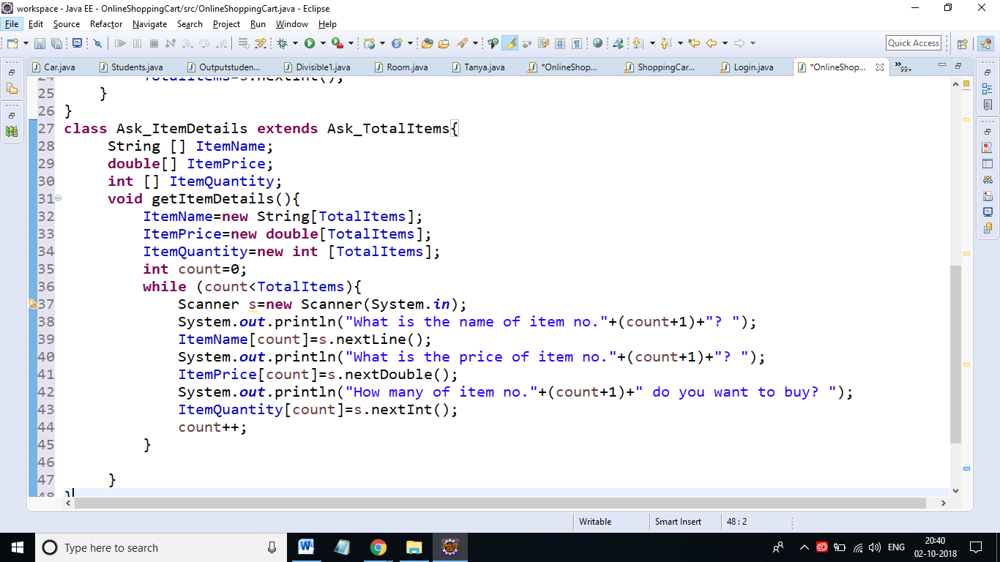 workspace - Java EE - OnlineShoppingCart/src/OnlineShoppingCart.java - Eclipse
File Edit Source Refactor Navigate Search Project Run Window Help
Quick Access
Car.java Students.java Outputstuden... Divisible1.java Room.java Tanya.java *OnlineShop... ShoppingCar... Login.java *OnlineShop... »99+
24 TotalItems=s.nextInt();
25 }
26 }
27 class Ask_ItemDetails extends Ask_TotalItems{
28 String [] ItemName;
29 double[] ItemPrice;
30 int [] ItemQuantity;
31 void getItemDetails(){
32 ItemName=new String[TotalItems];
33 ItemPrice=new double[TotalItems];
34 ItemQuantity=new int [TotalItems];
35 int count=0;
36 while (count<TotalItems){
37 Scanner s=new Scanner(System.in);
38 System.out.println("What is the name of item no."+(count+1)+"? ");
39 ItemName[count]=s.nextLine();
40 System.out.println("What is the price of item no."+(count+1)+"? ");
41 ItemPrice[count]=s.nextDouble();
42 System.out.println("How many of item no."+(count+1)+" do you want to buy? ");
43 ItemQuantity[count]=s.nextInt();
44 count++;
45 }
46
47 }
48 }
Writable Smart Insert 48 : 2
Type here to search
ENG
20:40
02-10-2018